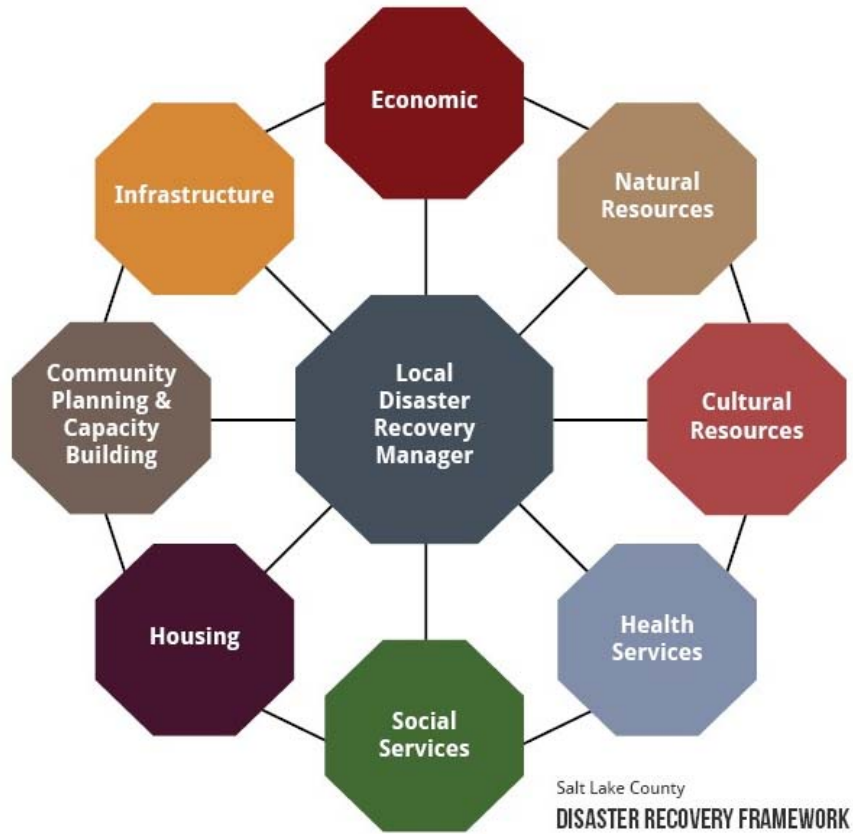 Economic
Infrastructure
Natural
Resources
Community
Planning &
Capacity
Building
Local
Disaster
Recovery
Manager
Cultural
Resources
Housing
Health
Services
Social
Services
Salt Lake County
DISASTER RECOVERY FRAMEWORK